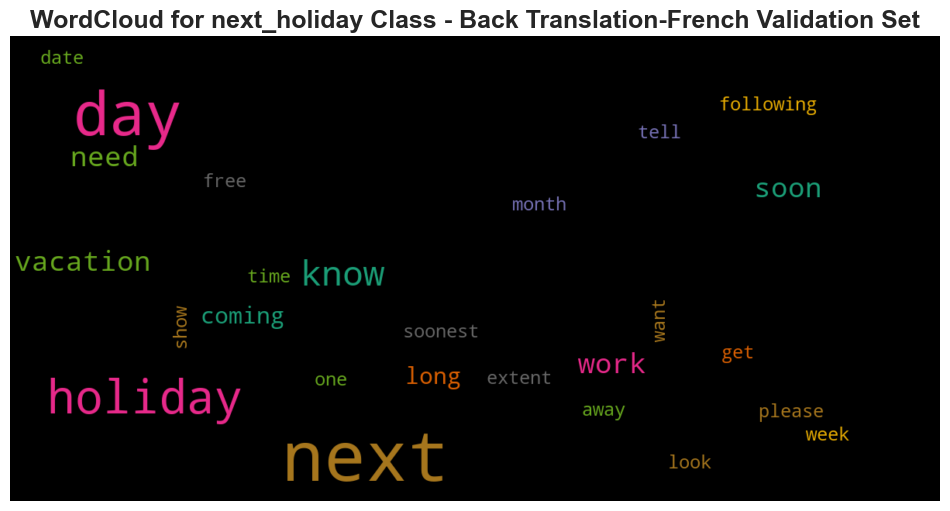 WordCloud for next_holiday Class - Back Translation-French Validation Set
date
day
following
tell
need
free
soon
month
vacation
time
know
show
coming
want
soonest
get
work
one
long
extent
holiday
away
please
week
next
look